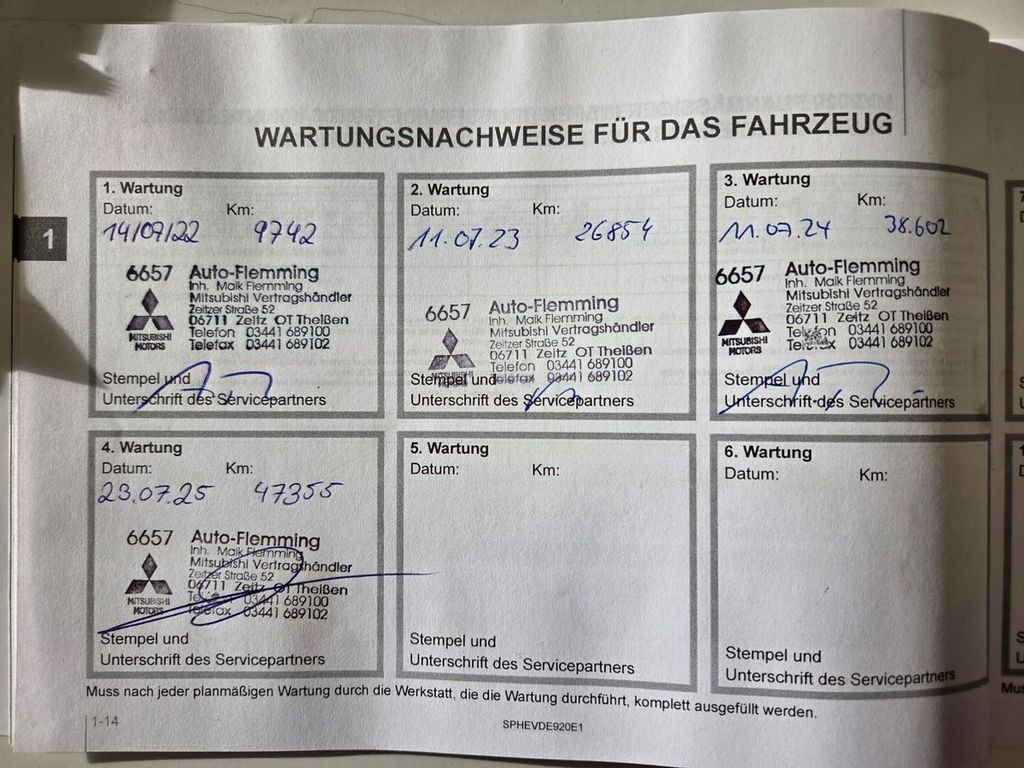 WARTUNGSNACHWEISE FÜR DAS FAHRZEUG
1
1. Wartung
Datum: Km:
14/07/22 9742
6657 Auto-Flemming
Inh. Maik Flemming
Mitsubishi Vertragshändler
Zeitzer Straße 52
06711 Zeitz OT Theißen
Telefon 03441 689100
Telefax 03441 689102
MITSUBISHI
MOTORS
Stempel und
Unterschrift des Servicepartners
2. Wartung
Datum: Km:
11.07.23 26854
6657 Auto-Flemming
Inh. Maik Flemming
Mitsubishi Vertragshändler
Zeitzer Straße 52
06711 Zeitz OT Theißen
Telefon 03441 689100
Telefax 03441 689102
MITSUBISHI
MOTORS
Stempel und
Unterschrift des Servicepartners
3. Wartung
Datum: Km:
11.07.24 38.602
6657 Auto-Flemming
Inh. Maik Flemming
Mitsubishi Vertragshändler
Zeitzer Straße 52
06711 Zeitz OT Theißen
Telefon 03441 689100
Telefax 03441 689102
MITSUBISHI
MOTORS
Stempel und
Unterschrift des Servicepartners
4. Wartung
Datum: Km:
23.07.25 47355
6657 Auto-Flemming
Inh. Maik Flemming
Mitsubishi Vertragshändler
Zeitzer Straße 52
06711 Zeitz OT Theißen
03441 689100
Telefax 03441 689102
MITSUBISHI
MOTORS
Stempel und
Unterschrift des Servicepartners
5. Wartung
Datum: Km:
Stempel und
Unterschrift des Servicepartners
6. Wartung
Datum: Km:
Stempel und
Unterschrift des Servicepartners
Muss nach jeder planmäßigen Wartung durch die Werkstatt, die die Wartung durchführt, komplett ausgefüllt werden.
1-14
SPHEVDE920E1